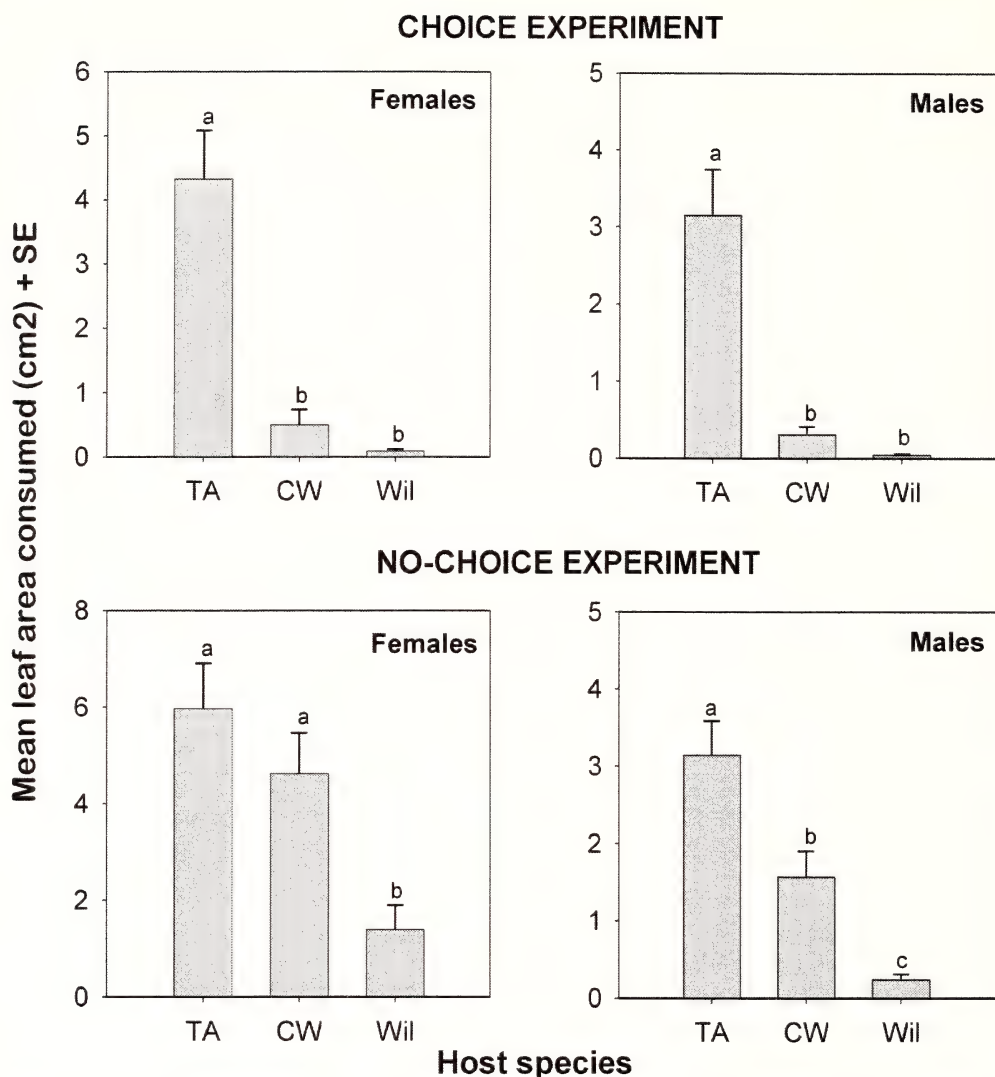 CHOICE EXPERIMENT
Mean leaf area consumed (cm2) + SE
Females
6
5
4
3
2
1
0
a
b
b
TA CW Wil
Males
5
4
3
2
1
0
a
b
b
TA CW Wil
NO-CHOICE EXPERIMENT
Females
8
6
4
2
0
a
a
b
TA CW Wil
Males
5
4
3
2
1
0
a
b
c
TA CW Wil
Host species